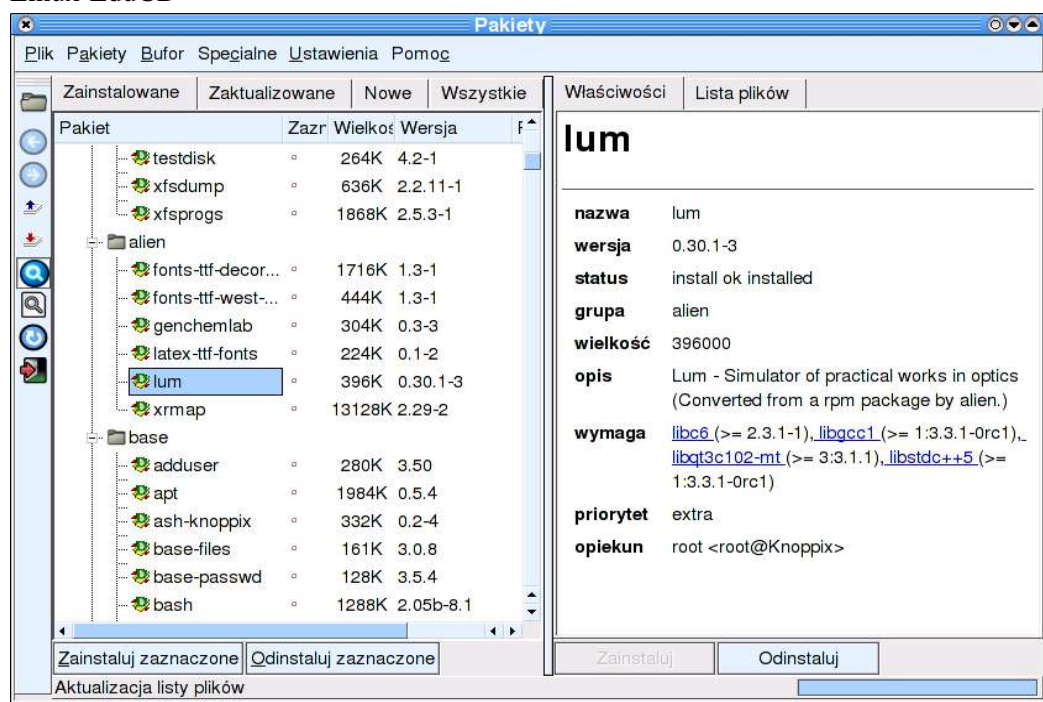 Pakiety
Plik Pakiety Bufor Specjalne Ustawienia Pomoc
Zainstalowane Zaktualizowane Nowe Wszystkie
Pakiet Zazr Wielkoś Wersja
testdisk 264K 4.2-1
xfsdump 636K 2.2.11-1
xfsprogs 1868K 2.5.3-1
alien
fonts-ttf-decor... 1716K 1.3-1
fonts-ttf-west-... 444K 1.3-1
genchemlab 304K 0.3-3
latex-ttf-fonts 224K 0.1-2
lum 396K 0.30.1-3
xrmap 13128K 2.29-2
base
adduser 280K 3.50
apt 1984K 0.5.4
ash-knoppix 332K 0.2-4
base-files 161K 3.0.8
base-passwd 128K 3.5.4
bash 1288K 2.05b-8.1
Zainstaluj zaznaczone Odinstaluj zaznaczone
Aktualizacja listy plików
Właściwości Lista plików
lum
nazwa lum
wersja 0.30.1-3
status install ok installed
grupa alien
wielkość 396000
opis Lum - Simulator of practical works in optics
(Converted from a rpm package by alien.)
wymaga libc6 (>= 2.3.1-1), libgcc1 (>= 1:3.3.1-0rc1),
libqt3c102-mt (>= 3:3.1.1), libstdc++5 (>=
1:3.3.1-0rc1)
priorytet extra
opiekun root <root@Knoppix>
Zainstaluj Odinstaluj